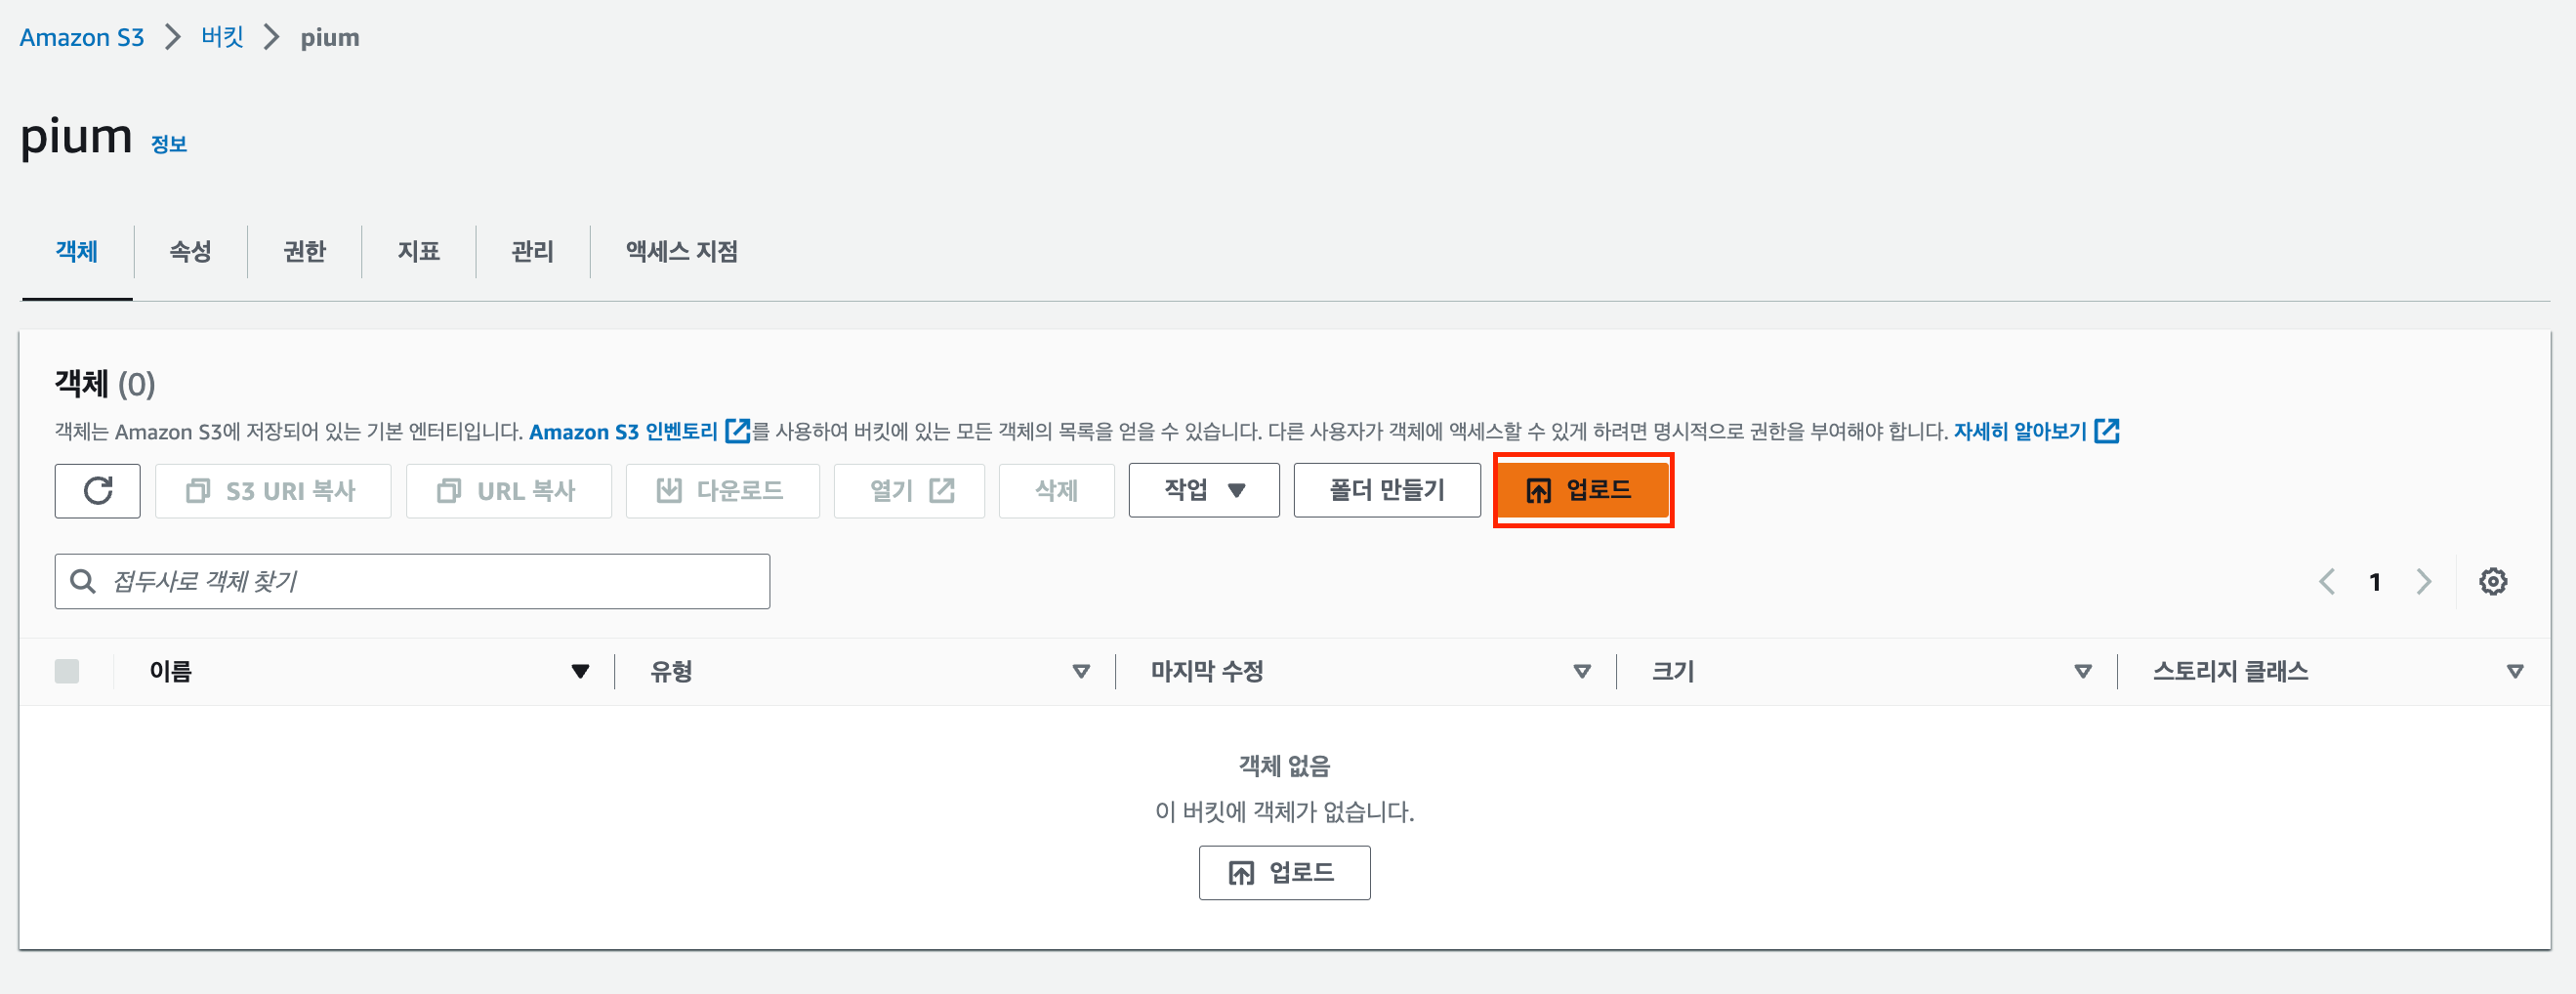 Amazon S3 > 버킷 > pium
pium 정보
객체 속성 권한 지표 관리 액세스 지점
객체 (0)
객체는 Amazon S3에 저장되어 있는 기본 엔터티입니다. Amazon S3 인벤토리를 사용하여 버킷에 있는 모든 객체의 목록을 얻을 수 있습니다. 다른 사용자가 객체에 액세스할 수 있게 하려면 명시적으로 권한을 부여해야 합니다. 자세히 알아보기
S3 URI 복사 URL 복사 다운로드 열기 삭제 작업 폴더 만들기 업로드
접두사로 객체 찾기 1
이름 유형 마지막 수정 크기 스토리지 클래스
객체 없음
이 버킷에 객체가 없습니다.
업로드